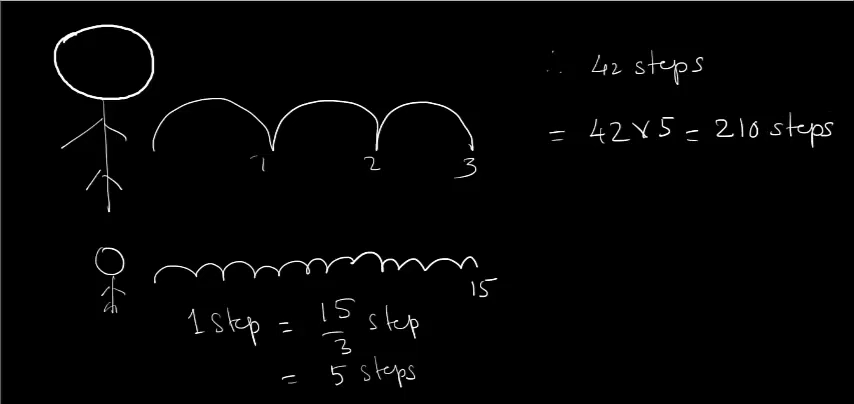 ∴ 42 steps
= 42 × 5 = 210 steps
1 2 3
15
1 step = 15/3 step
= 5 steps